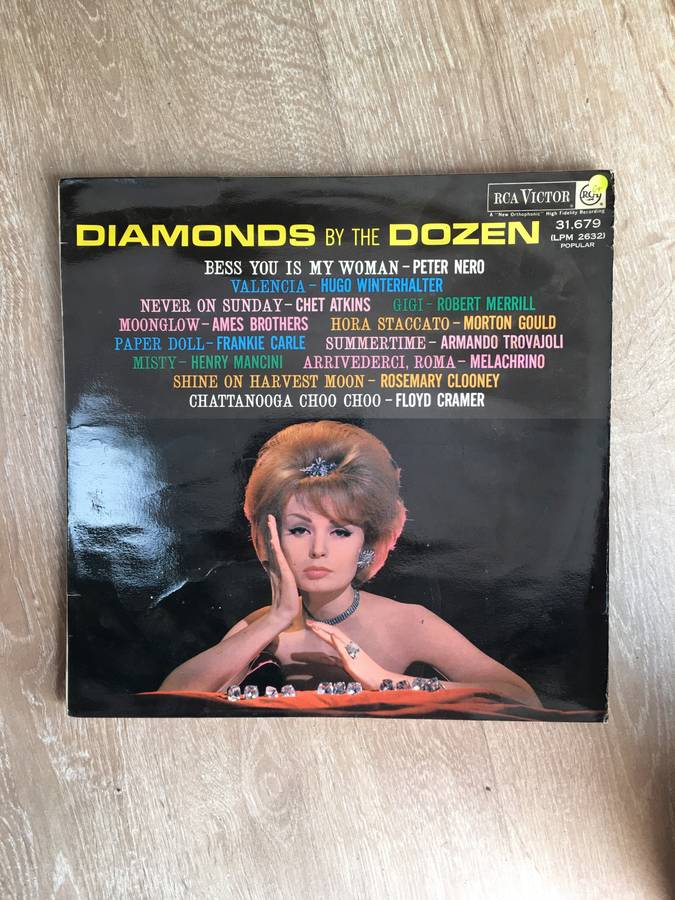 RCA VICTOR
A "New Orthophonic" High Fidelity Recording
DIAMONDS BY THE DOZEN
31,679
(LPM 2632)
POPULAR
BESS YOU IS MY WOMAN – PETER NERO
VALENCIA – HUGO WINTERHALTER
NEVER ON SUNDAY – CHET ATKINS GIGI – ROBERT MERRILL
MOONGLOW – AMES BROTHERS HORA STACCATO – MORTON GOULD
PAPER DOLL – FRANKIE CARLE SUMMERTIME – ARMANDO TROVAJOLI
MISTY – HENRY MANCINI ARRIVEDERCI, ROMA – MELACHRINO
SHINE ON HARVEST MOON – ROSEMARY CLOONEY
CHATTANOOGA CHOO CHOO – FLOYD CRAMER